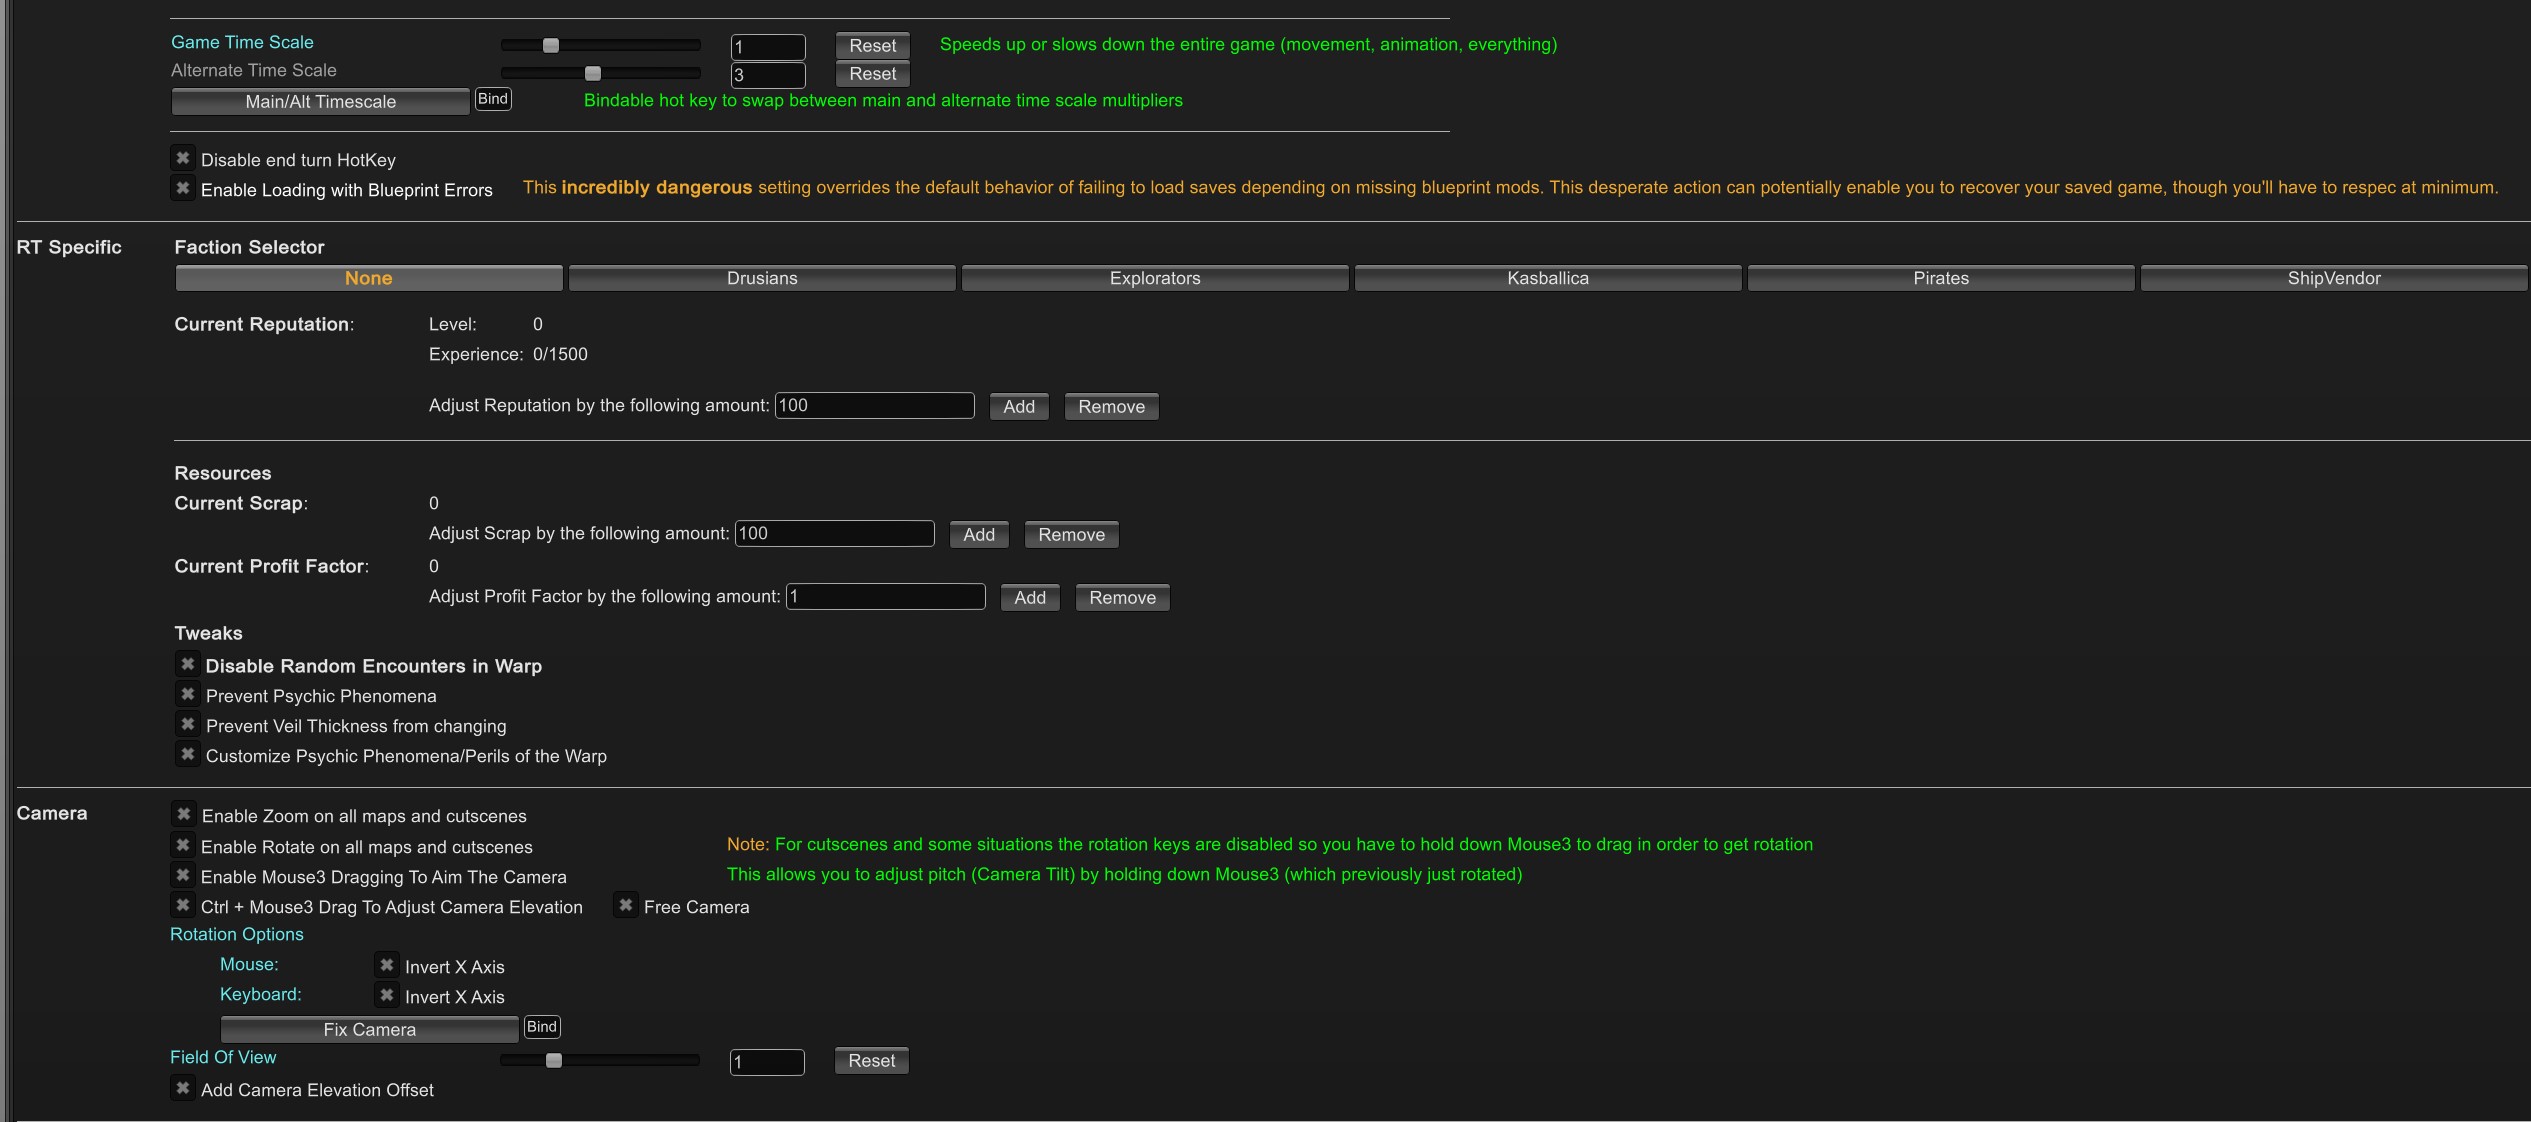 Game Time Scale 1 Reset Speeds up or slows down the entire game (movement, animation, everything)
Alternate Time Scale 3 Reset
Main/Alt Timescale Bind Bindable hot key to swap between main and alternate time scale multipliers
Disable end turn HotKey
Enable Loading with Blueprint Errors This incredibly dangerous setting overrides the default behavior of failing to load saves depending on missing blueprint mods. This desperate action can potentially enable you to recover your saved game, though you'll have to respec at minimum.
RT Specific Faction Selector
None Drusians Explorators Kasballica Pirates ShipVendor
Current Reputation: Level: 0
Experience: 0/1500
Adjust Reputation by the following amount: 100 Add Remove
Resources
Current Scrap: 0
Adjust Scrap by the following amount: 100 Add Remove
Current Profit Factor: 0
Adjust Profit Factor by the following amount: 1 Add Remove
Tweaks
Disable Random Encounters in Warp
Prevent Psychic Phenomena
Prevent Veil Thickness from changing
Customize Psychic Phenomena/Perils of the Warp
Camera Enable Zoom on all maps and cutscenes
Enable Rotate on all maps and cutscenes Note: For cutscenes and some situations the rotation keys are disabled so you have to hold down Mouse3 to drag in order to get rotation
Enable Mouse3 Dragging To Aim The Camera This allows you to adjust pitch (Camera Tilt) by holding down Mouse3 (which previously just rotated)
Ctrl + Mouse3 Drag To Adjust Camera Elevation Free Camera
Rotation Options
Mouse: Invert X Axis
Keyboard: Invert X Axis
Fix Camera Bind
Field Of View 1 Reset
Add Camera Elevation Offset